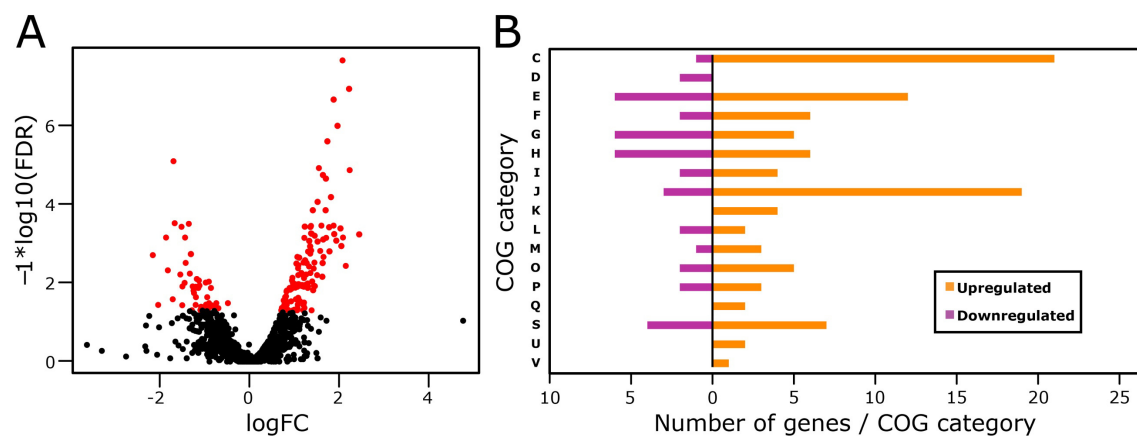 A
−1*log10(FDR)
6
4
2
0
-2 0 2 4
logFC
B
COG category
C
D
E
F
G
H
I
J
K
L
M
O
P
Q
S
U
V
Upregulated
Downregulated
10 5 0 5 10 15 20 25
Number of genes / COG category